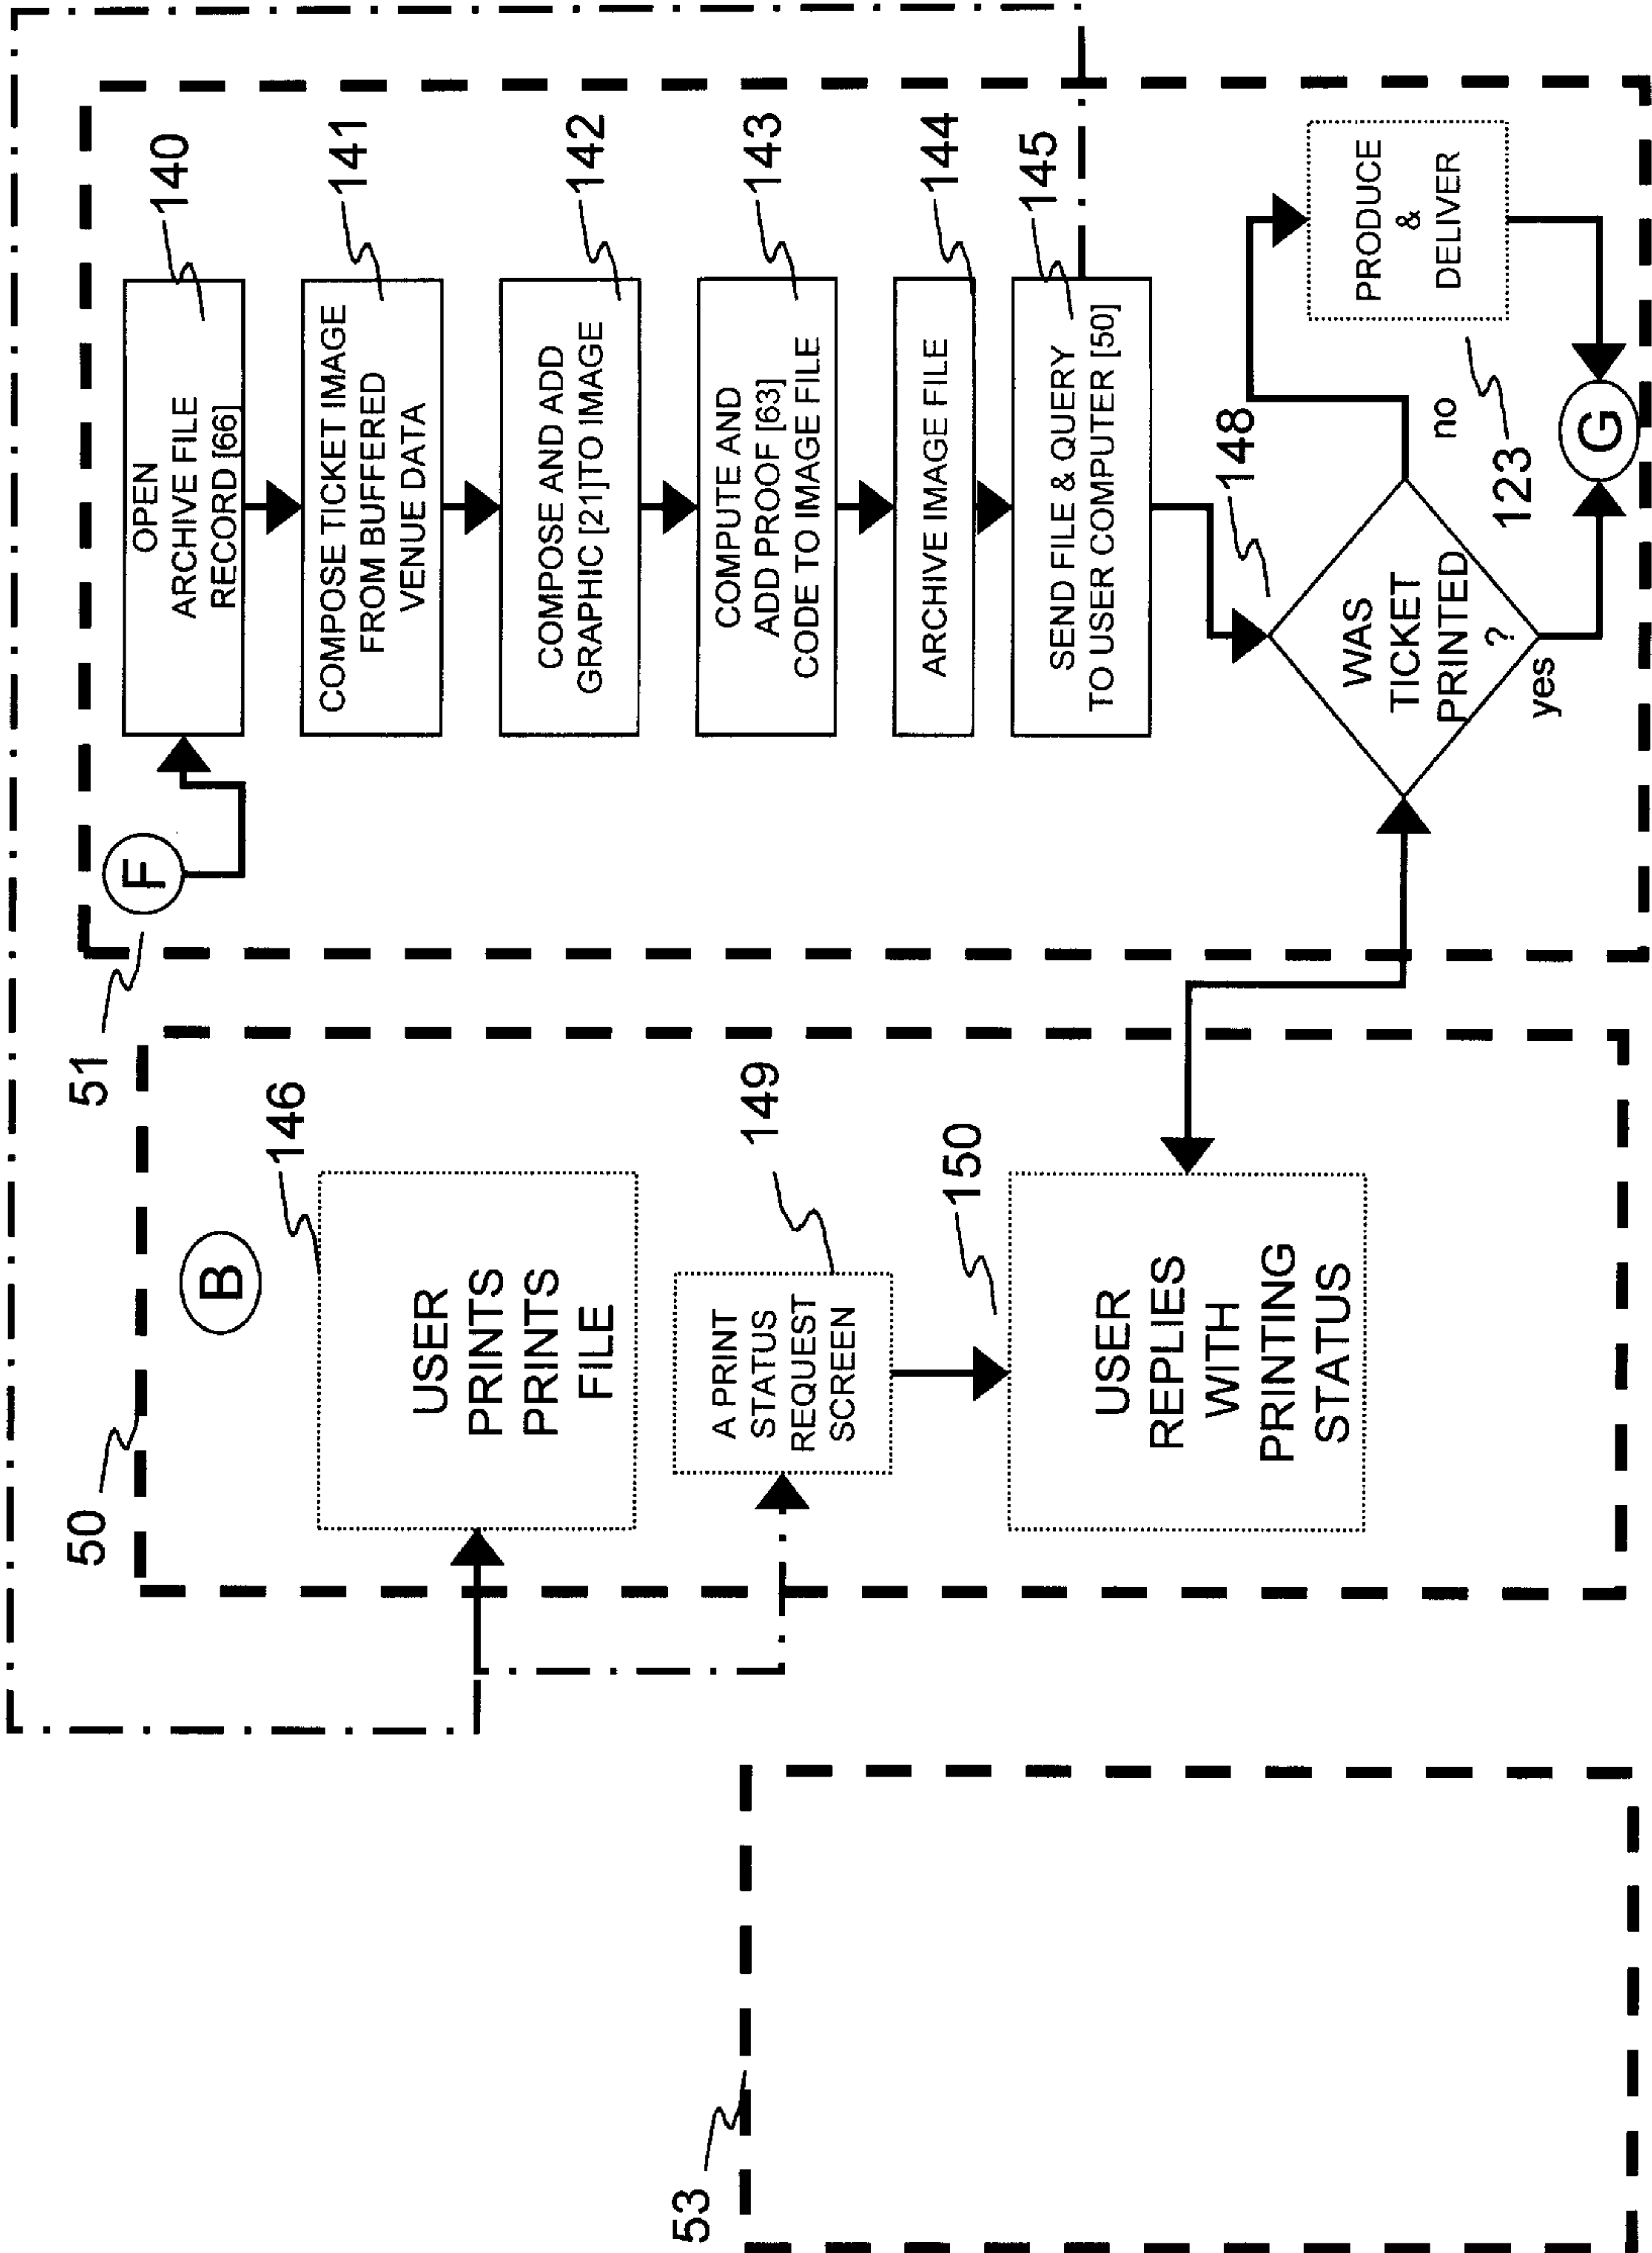 53
50
B
146
USER
PRINTS
PRINTS
FILE
149
A PRINT
STATUS
REQUEST
SCREEN
150
USER
REPLIES
WITH
PRINTING
STATUS
51
F
140
OPEN
ARCHIVE FILE
RECORD [66]
141
COMPOSE TICKET IMAGE
FROM BUFFERED
VENUE DATA
142
COMPOSE AND ADD
GRAPHIC [21]TO IMAGE
143
COMPUTE AND
ADD PROOF [63]
CODE TO IMAGE FILE
144
ARCHIVE IMAGE FILE
145
SEND FILE & QUERY
TO USER COMPUTER [50]
148
WAS
TICKET
PRINTED
?
yes
no
PRODUCE
&
DELIVER
123
G